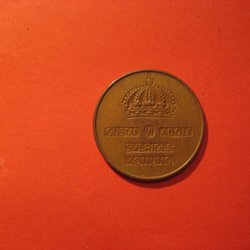 GUSTAF VI ADOLF
SVERIGES
KONUNG